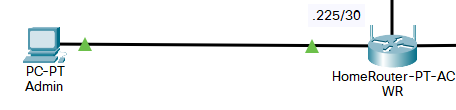 .225/30
PC-PT
Admin
HomeRouter-PT-AC
WR